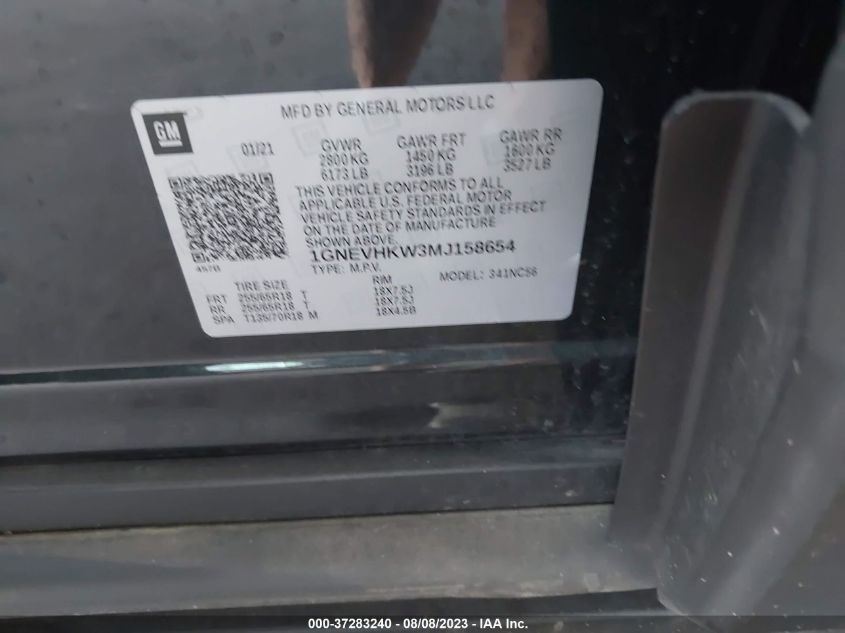 MFD BY GENERAL MOTORS LLC
GM
01/21 GVWR GAWR FRT GAWR RR
2800 KG 1450 KG 1600 KG
6173 LB 3196 LB 3527 LB
THIS VEHICLE CONFORMS TO ALL
APPLICABLE U.S. FEDERAL MOTOR
VEHICLE SAFETY STANDARDS IN EFFECT
ON THE DATE OF MANUFACTURE
SHOWN ABOVE.
1GNEVHKW3MJ158654
TYPE: M.P.V. MODEL: 341NC56
TIRE SIZE RIM
FRT 255/65R18 T 18X7.5J
RR 255/65R18 T 18X7.5J
SPA T135/70R18 M 18X4.5B
000-37283240 - 08/08/2023 - IAA Inc.